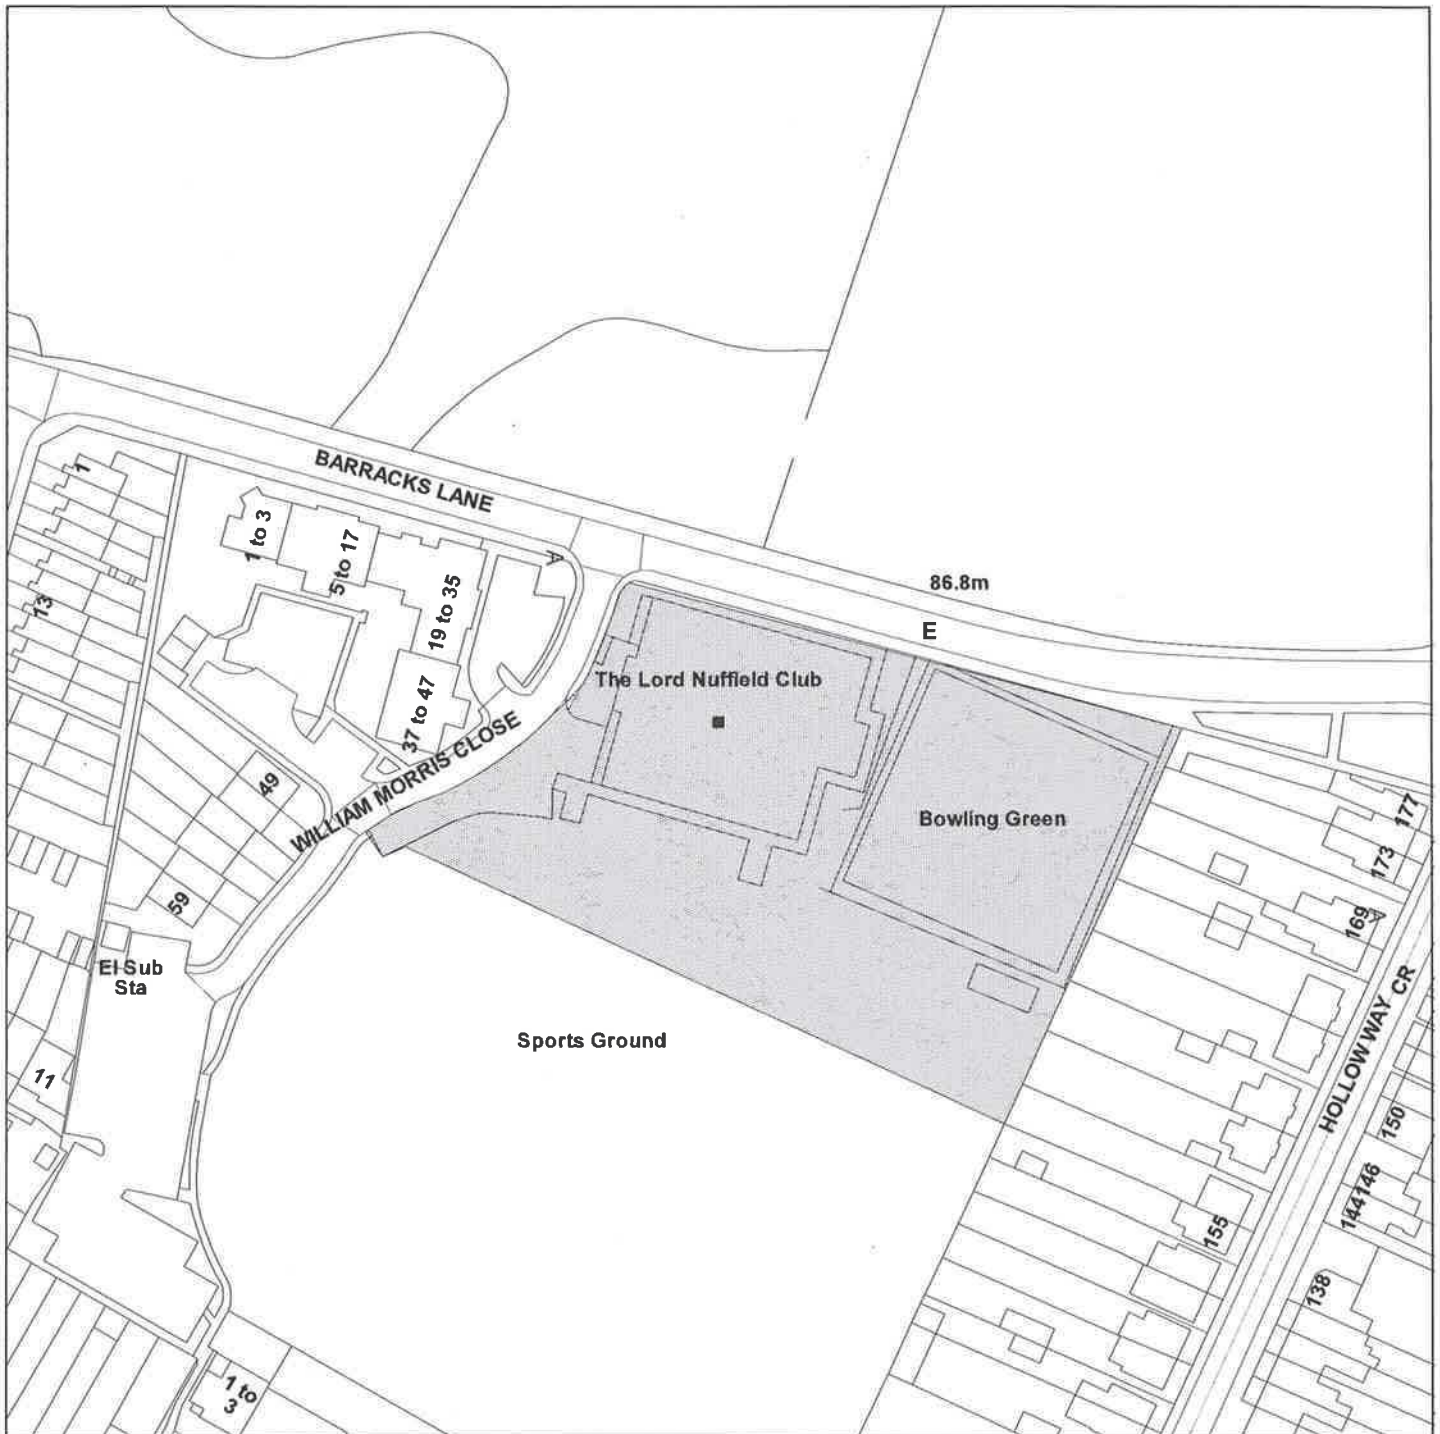 BARRACKS LANE
1
1 to 3
5 to 17
19 to 35
A
86.8m
E
13
The Lord Nuffield Club
37 to 47
WILLIAM MORRIS CLOSE
49
Bowling Green
177
173
59
169
A
El Sub
Sta
HOLLOW WAY
CR
Sports Ground
11
150
146
144
155
138
1 to
3